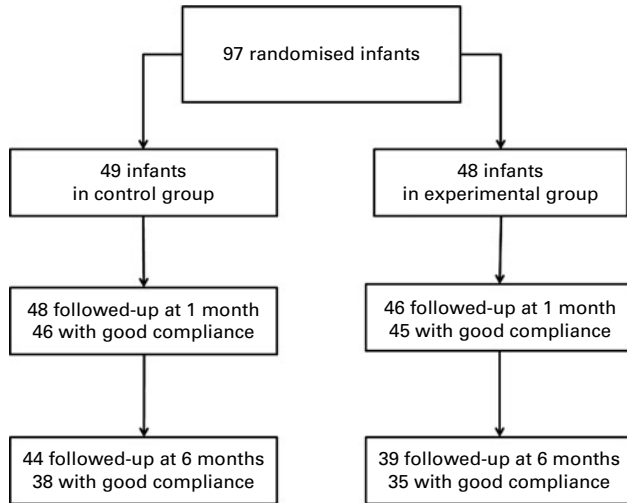 97 randomised infants
49 infants
in control group
48 infants
in experimental group
48 followed-up at 1 month
46 with good compliance
46 followed-up at 1 month
45 with good compliance
44 followed-up at 6 months
38 with good compliance
39 followed-up at 6 months
35 with good compliance